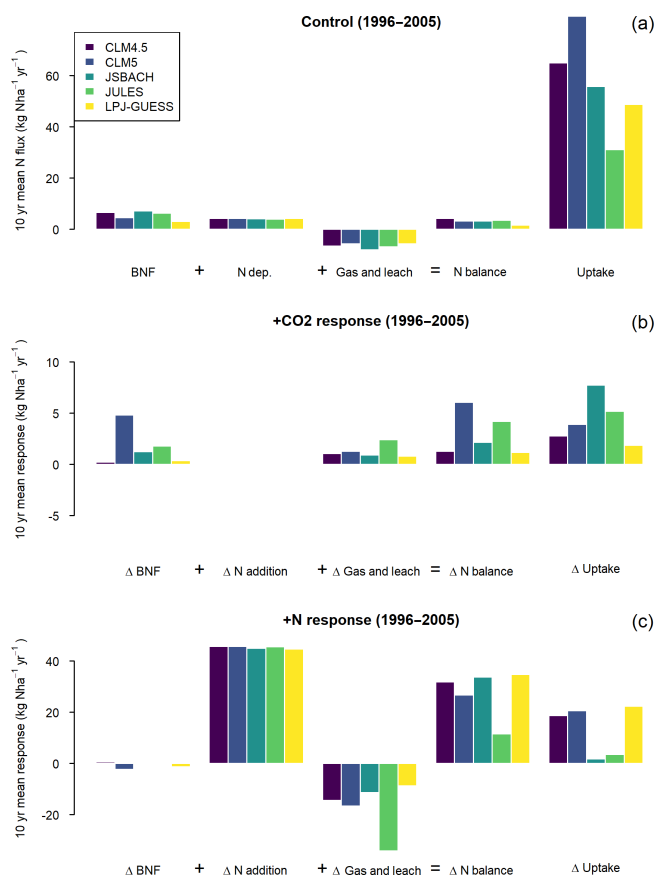 Control (1996−2005)
(a)
CLM4.5
CLM5
JSBACH
JULES
LPJ-GUESS
10 yr mean N flux (kg Nha−1 yr−1)
60
40
20
0
BNF + N dep. + Gas and leach = N balance Uptake
+CO2 response (1996−2005)
(b)
10 yr mean response (kg Nha−1 yr−1)
10
5
0
-5
Δ BNF + Δ N addition + Δ Gas and leach = Δ N balance Δ Uptake
+N response (1996−2005)
(c)
10 yr mean response (kg Nha−1 yr−1)
40
20
0
-20
Δ BNF + Δ N addition + Δ Gas and leach = Δ N balance Δ Uptake